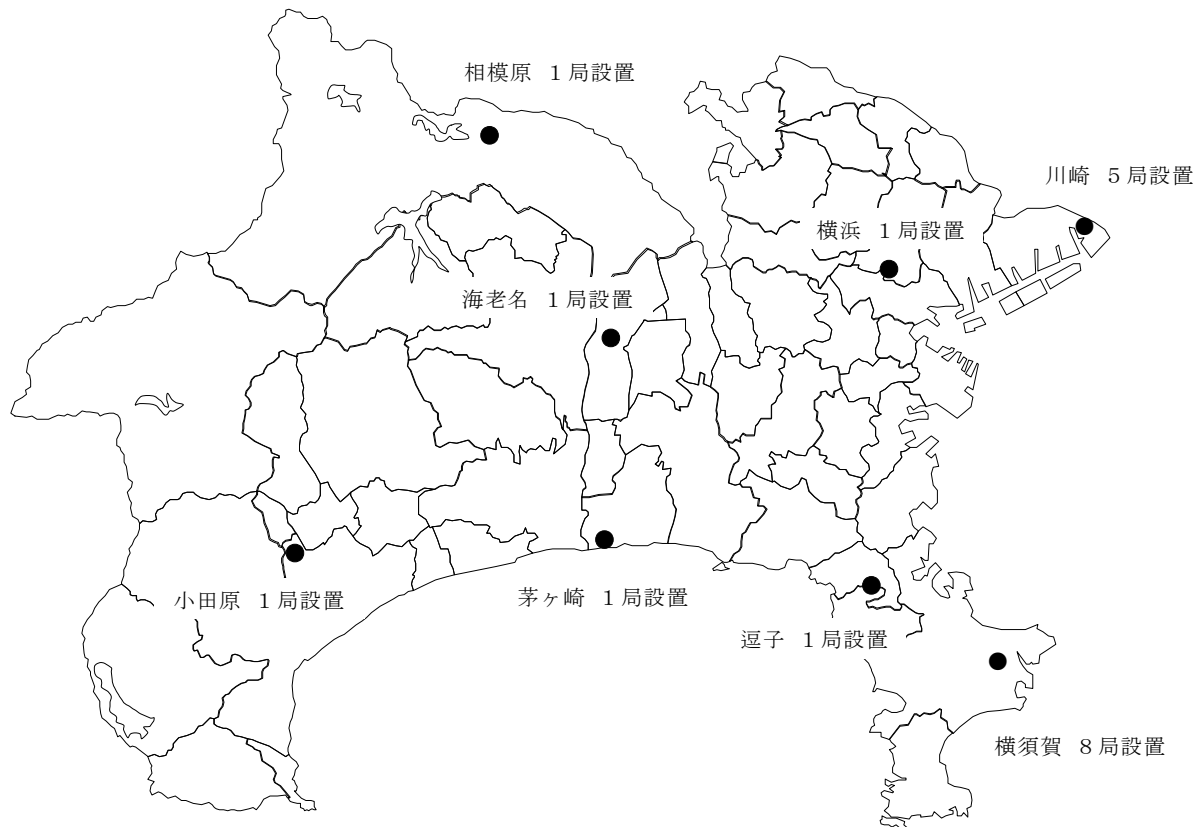 相模原 1局設置
川崎 5局設置
横浜 1局設置
海老名 1局設置
小田原 1局設置
茅ヶ崎 1局設置
逗子 1局設置
横須賀 8局設置